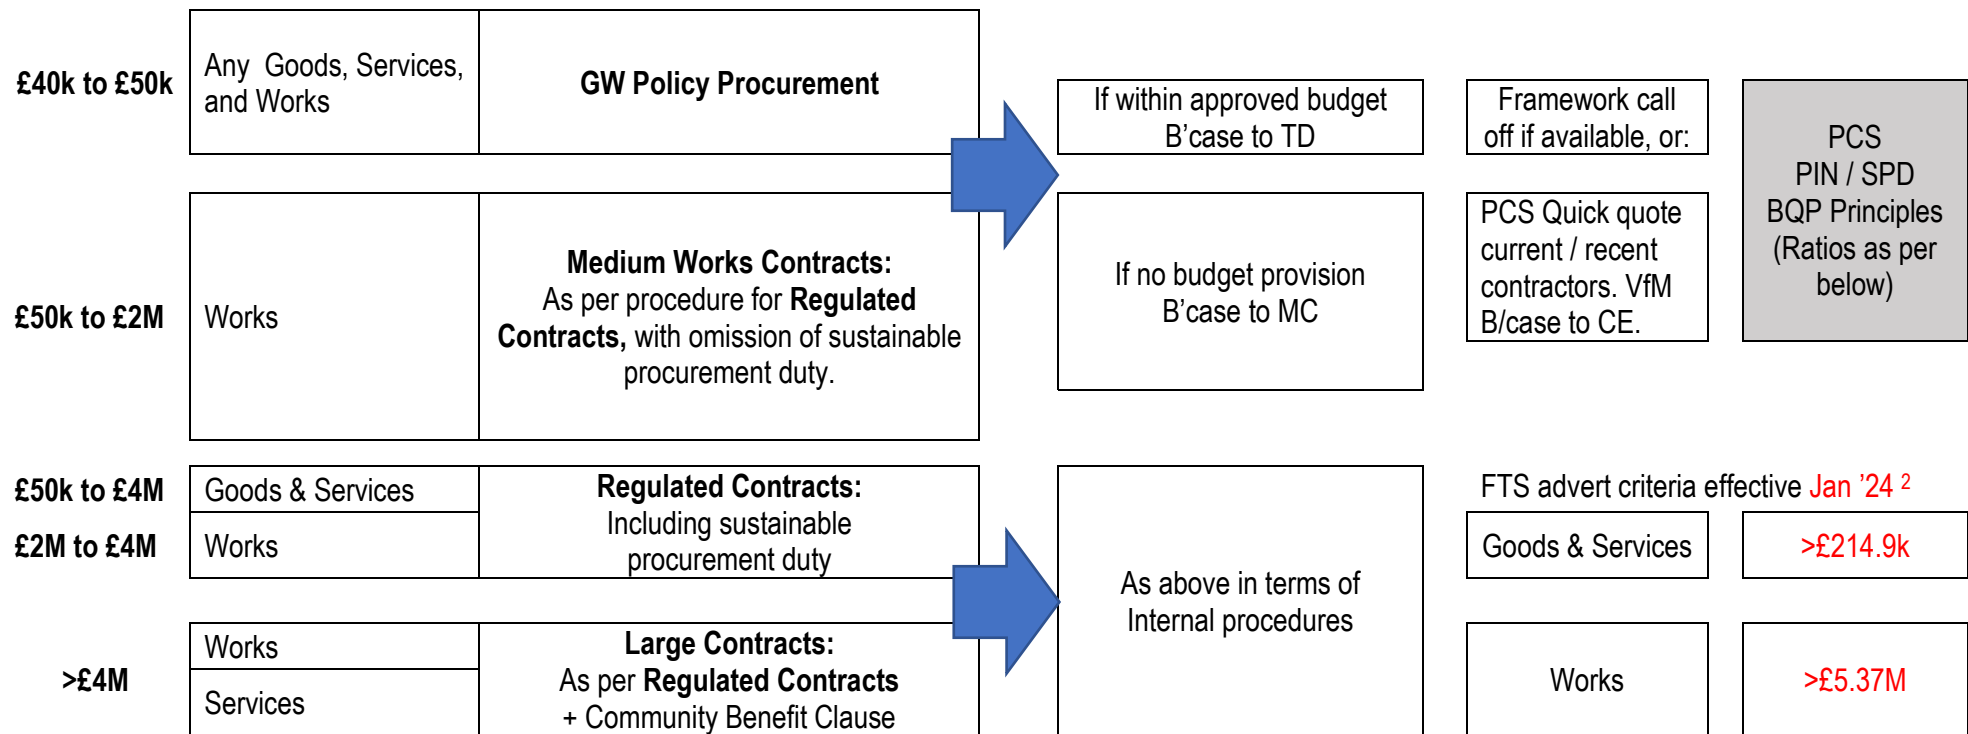 £40k to £50k
Any Goods, Services,
and Works
GW Policy Procurement
If within approved budget
B’case to TD
Framework call
off if available, or:
PCS
PIN / SPD
BQP Principles
(Ratios as per
below)
£50k to £2M
Works
Medium Works Contracts:
As per procedure for Regulated
Contracts, with omission of sustainable
procurement duty.
If no budget provision
B’case to MC
PCS Quick quote
current / recent
contractors. VfM
B/case to CE.
£50k to £4M
Goods & Services
£2M to £4M
Works
Regulated Contracts:
Including sustainable
procurement duty
As above in terms of
Internal procedures
FTS advert criteria effective Jan ’24 2
Goods & Services
>£214.9k
>£4M
Works
Services
Large Contracts:
As per Regulated Contracts
+ Community Benefit Clause
Works
>£5.37M